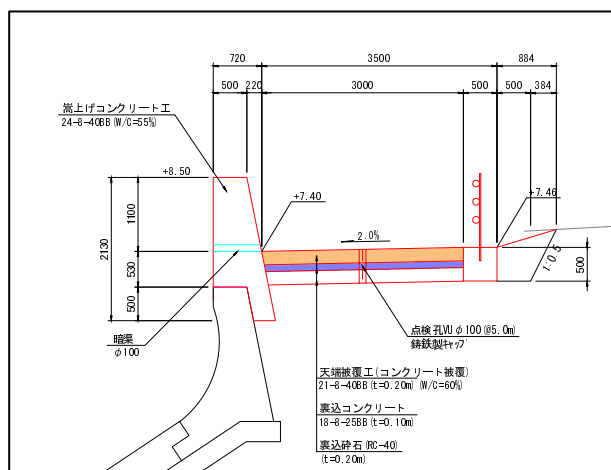 720
3500
884
500
220
3000
500
500
384
嵩上げコンクリート工
24-8-40BB (W/C=55%)
+8.50
+7.40
+7.46
2.0%
1100
2130
530
500
1:0.5
500
暗渠
φ100
点検孔VUφ100(@5.0m)
鋳鉄製ｷｬｯﾌﾟ
天端被覆工(コンクリート被覆)
21-8-40BB (t=0.20m) (W/C=60%)
裏込コンクリート
18-8-25BB (t=0.10m)
裏込砕石(RC-40)
(t=0.20m)